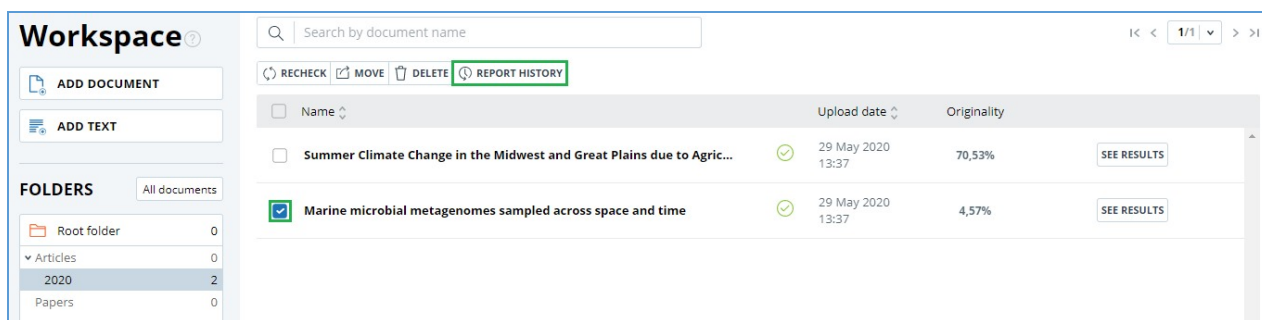 Workspace
Search by document name
1/1
ADD DOCUMENT
ADD TEXT
RECHECK MOVE DELETE REPORT HISTORY
Name Upload date Originality
Summer Climate Change in the Midwest and Great Plains due to Agric... 29 May 2020 13:37 70,53% SEE RESULTS
Marine microbial metagenomes sampled across space and time 29 May 2020 13:37 4,57% SEE RESULTS
FOLDERS All documents
Root folder 0
Articles 0
2020 2
Papers 0